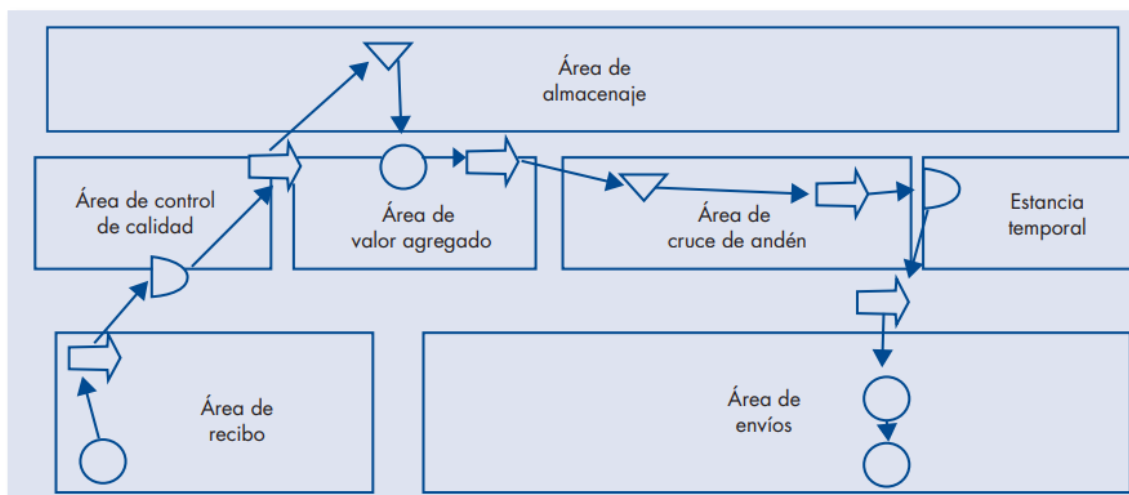 Área de
almacenaje
Área de control
de calidad
Área de
valor agregado
Área de
cruce de andén
Estancia
temporal
Área de
recibo
Área de
envíos